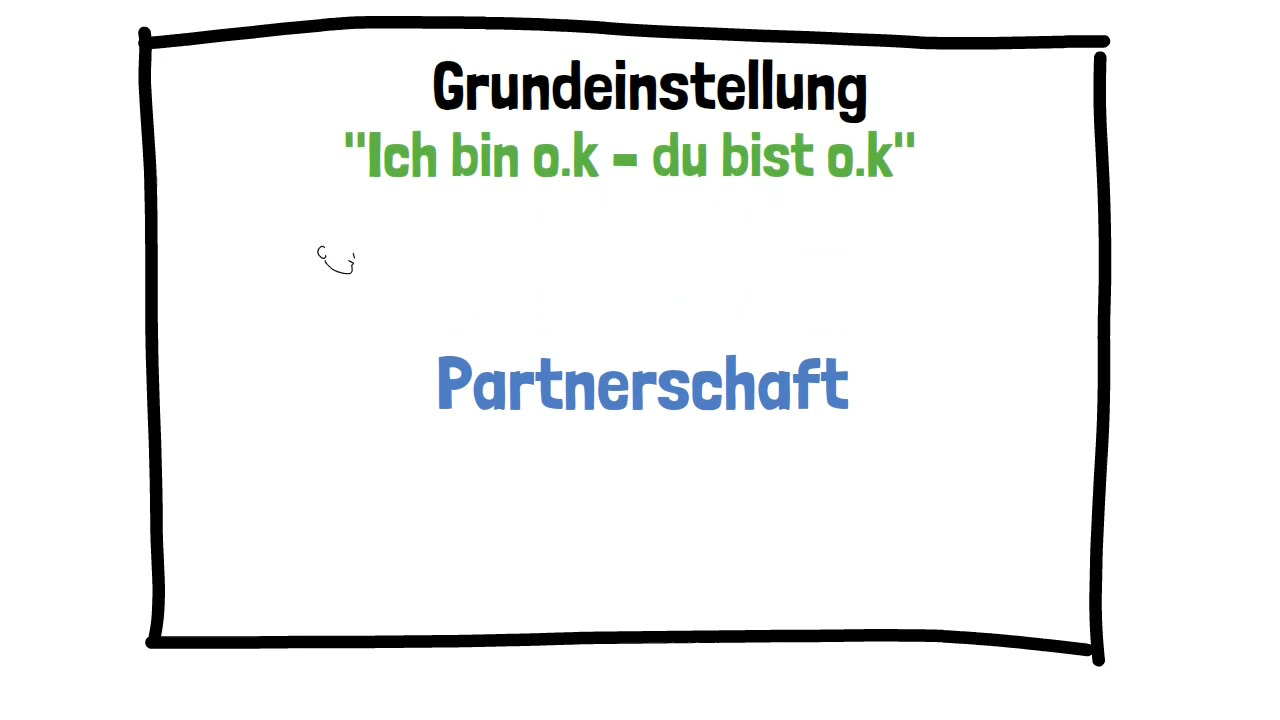 Grundeinstellung
"Ich bin o.k - du bist o.k"
Partnerschaft